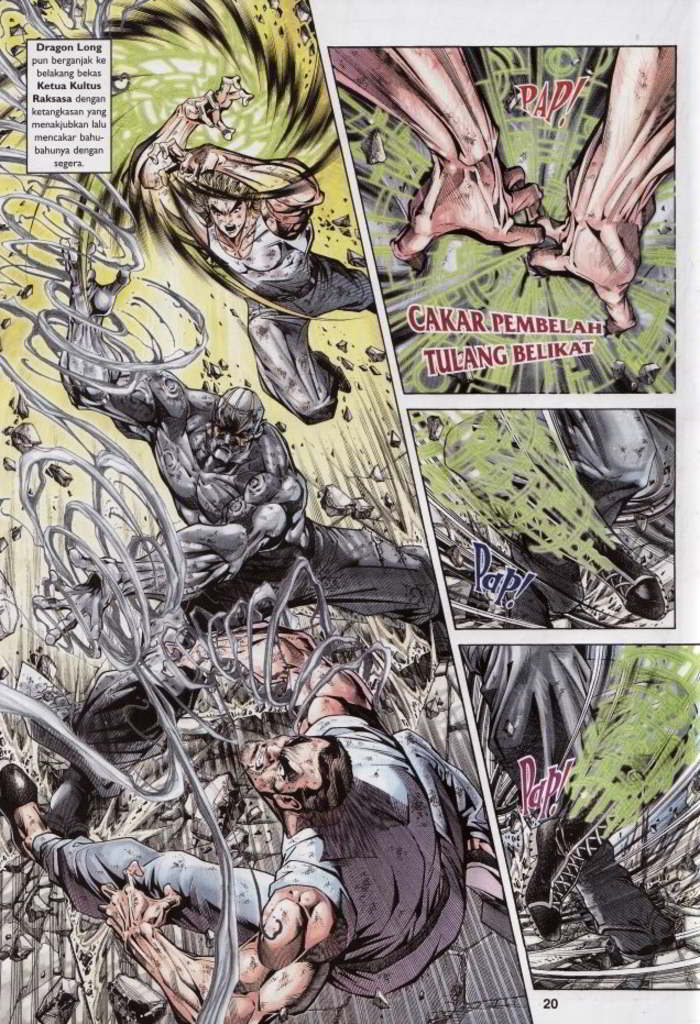 Dragon Long
pun berganjak ke
belakang bekas
Ketua Kultus
Raksasa dengan
ketangkasan yang
menakjubkan lalu
mencakar bahu-
bahunya dengan
segera.
PAP!
CAKAR PEMBELAH
TULANG BELIKAT
PaP!
PaP!
20